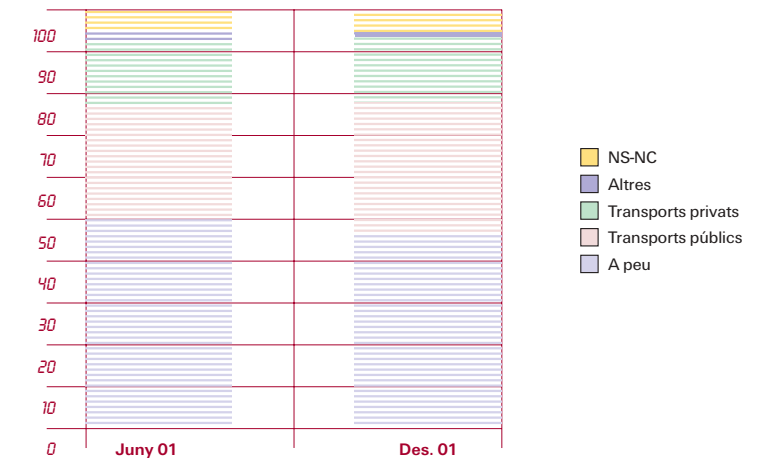 100
90
80
70
60
50
40
30
20
10
0
Juny 01
Des. 01
NS-NC
Altres
Transports privats
Transports públics
A peu